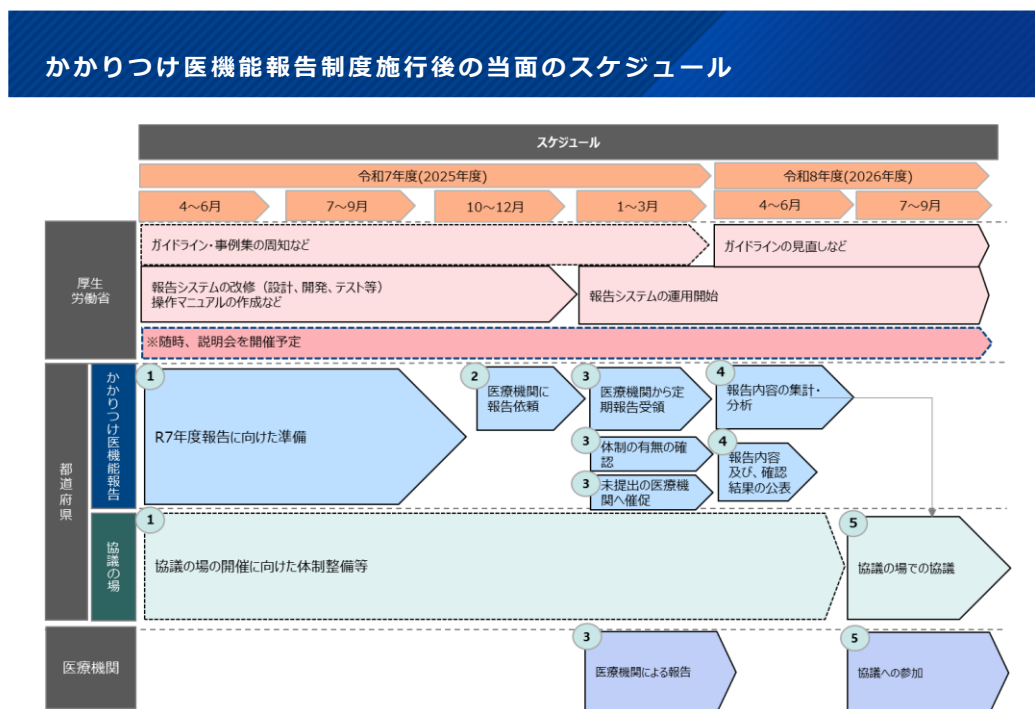 かかりつけ医機能報告制度施行後の当面のスケジュール
スケジュール
令和7年度(2025年度)
令和8年度(2026年度)
4～6月
7～9月
10～12月
1～3月
4～6月
7～9月
厚生
労働省
ガイドライン・事例集の周知など
ガイドラインの見直しなど
報告システムの改修（設計、開発、テスト等）
操作マニュアルの作成など
報告システムの運用開始
※随時、説明会を開催予定
都道府県
かかりつけ医機能報告
1
R7年度報告に向けた準備
2
医療機関に
報告依頼
3
医療機関から定
期報告受領
3
体制の有無の確
認
3
未提出の医療機
関へ催促
4
報告内容の集計・
分析
4
報告内容
及び、確認
結果の公表
協議の場
1
協議の場の開催に向けた体制整備等
5
協議の場での協議
医療機関
3
医療機関による報告
5
協議への参加